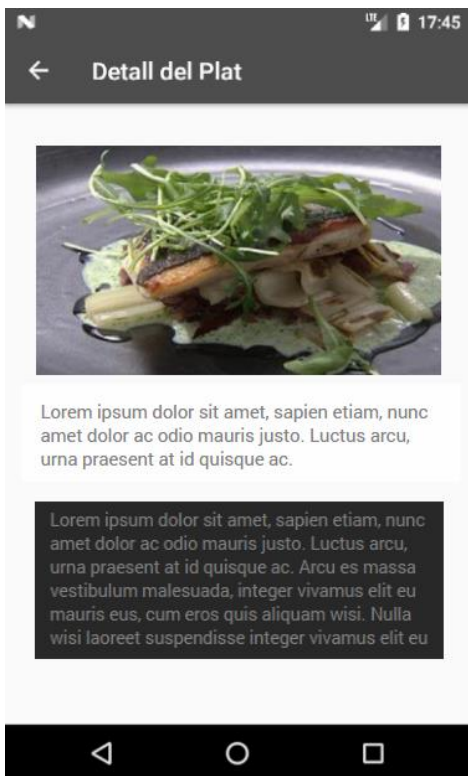 LTE 17:45
Detall del Plat
Lorem ipsum dolor sit amet, sapien etiam, nunc
amet dolor ac odio mauris justo. Luctus arcu,
urna praesent at id quisque ac.
Lorem ipsum dolor sit amet, sapien etiam, nunc
amet dolor ac odio mauris justo. Luctus arcu,
urna praesent at id quisque ac. Arcu es massa
vestibulum malesuada, integer vivamus elit eu
mauris eus, cum eros quis aliquam wisi. Nulla
wisi laoreet suspendisse integer vivamus elit eu